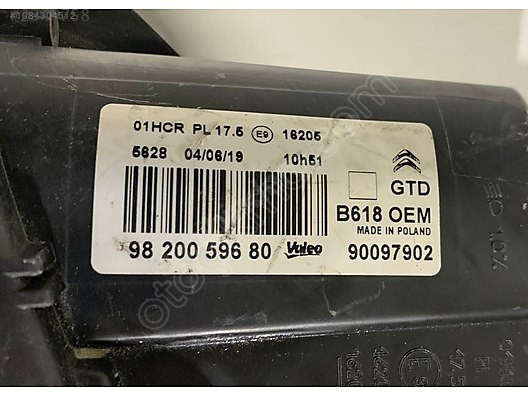 #1084304512
01HCR PL 17.5 E9 16205
5628 04/06/19 10h51
GTD
B618 OEM
MADE IN POLAND
98 200 596 80 Valeo 90097902